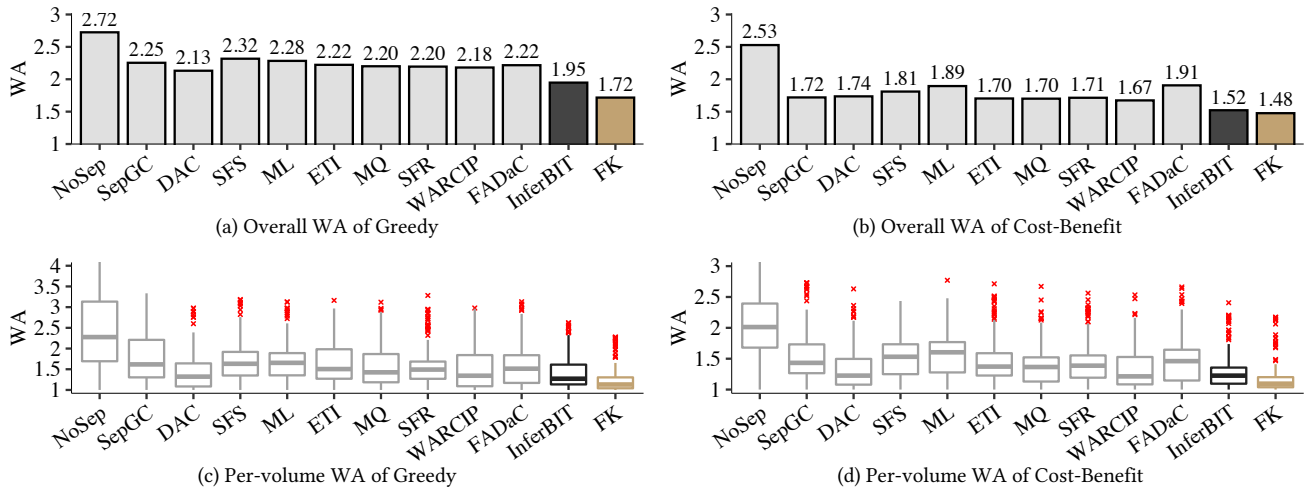 3
2.5
2
1.5
1
WA
2.72 2.25 2.13 2.32 2.28 2.22 2.20 2.20 2.18 2.22 1.95 1.72
NoSep SepGC DAC SFS ML ETI MQ SFR WARCIP FADaC InferBIT FK
(a) Overall WA of Greedy
3
2.5
2
1.5
1
WA
2.53 1.72 1.74 1.81 1.89 1.70 1.70 1.71 1.67 1.91 1.52 1.48
NoSep SepGC DAC SFS ML ETI MQ SFR WARCIP FADaC InferBIT FK
(b) Overall WA of Cost-Benefit
4
3.5
3
2.5
2
1.5
1
WA
NoSep SepGC DAC SFS ML ETI MQ SFR WARCIP FADaC InferBIT FK
(c) Per-volume WA of Greedy
3
2.5
2
1.5
1
WA
NoSep SepGC DAC SFS ML ETI MQ SFR WARCIP FADaC InferBIT FK
(d) Per-volume WA of Cost-Benefit